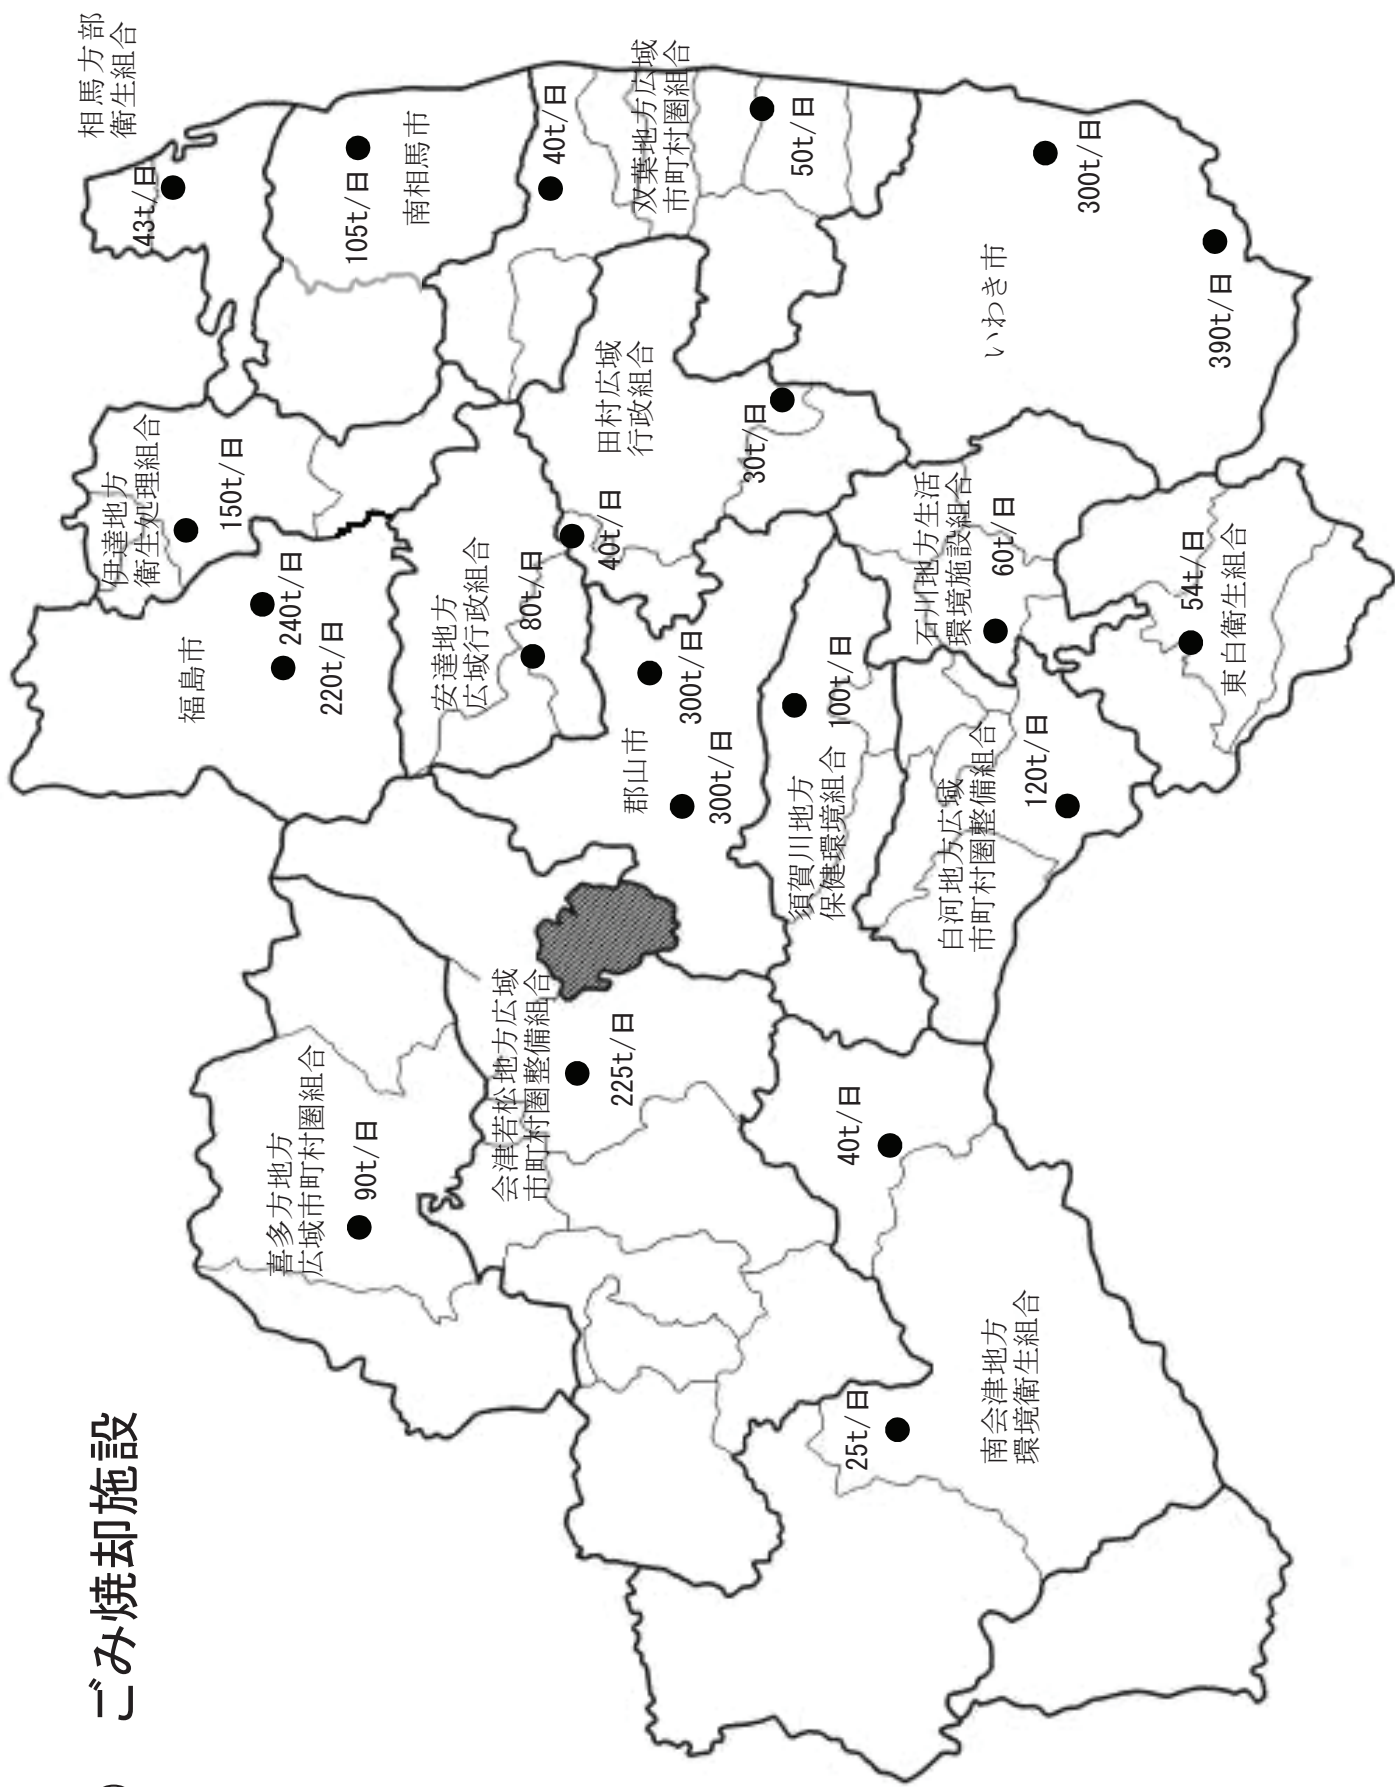 ごみ焼却施設
相馬方部
衛生組合
43t/日
105t/日
南相馬市
40t/日
双葉地方広域
市町村圏組合
50t/日
300t/日
390t/日
いわき市
伊達地方
衛生処理組合
150t/日
福島市
240t/日
220t/日
安達地方
広域行政組合
80t/日
田村広域
行政組合
40t/日
30t/日
郡山市
300t/日
300t/日
須賀川地方
保健環境組合
100t/日
石川地方生活
環境施設組合
60t/日
東白衛生組合
54t/日
白河地方広域
市町村圏整備組合
120t/日
喜多方地方
広域市町村圏組合
90t/日
会津若松地方広域
市町村圏整備組合
225t/日
40t/日
25t/日
南会津地方
環境衛生組合